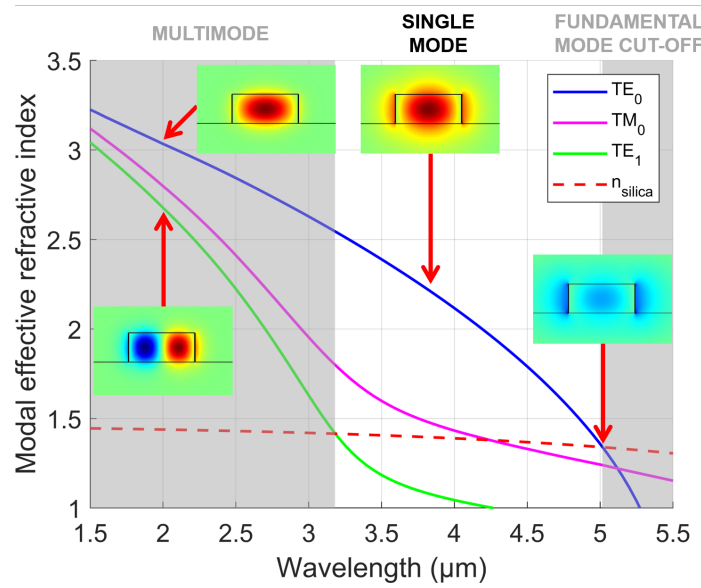 MULTIMODE
SINGLE
MODE
FUNDAMENTAL
MODE CUT-OFF
Modal effective refractive index
3.5
3
2.5
2
1.5
1
TE0
TM0
TE1
nsilica
1.5 2 2.5 3 3.5 4 4.5 5 5.5
Wavelength (μm)